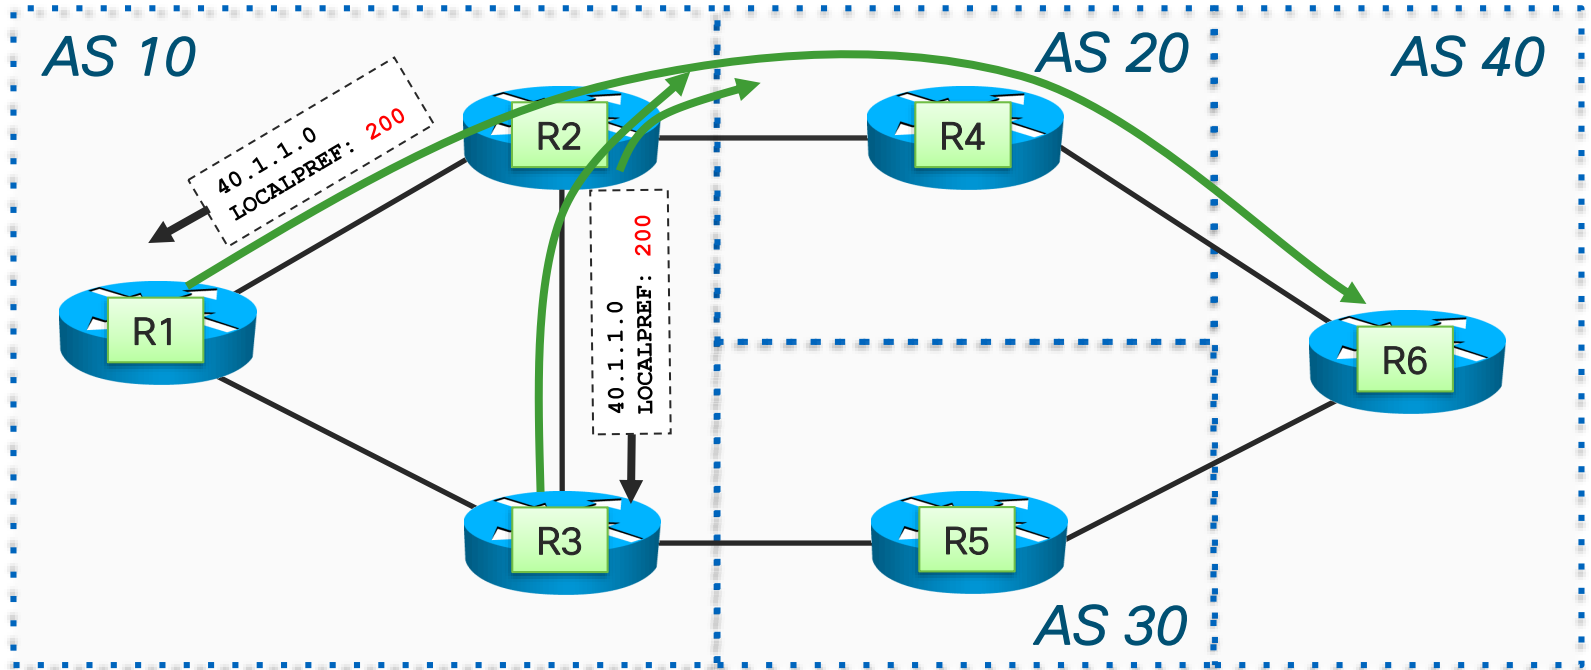 AS 10
AS 20
AS 40
40.1.1.0
LOCALPREF: 200
R2
R4
40.1.1.0
LOCALPREF: 200
R1
R6
R3
R5
AS 30